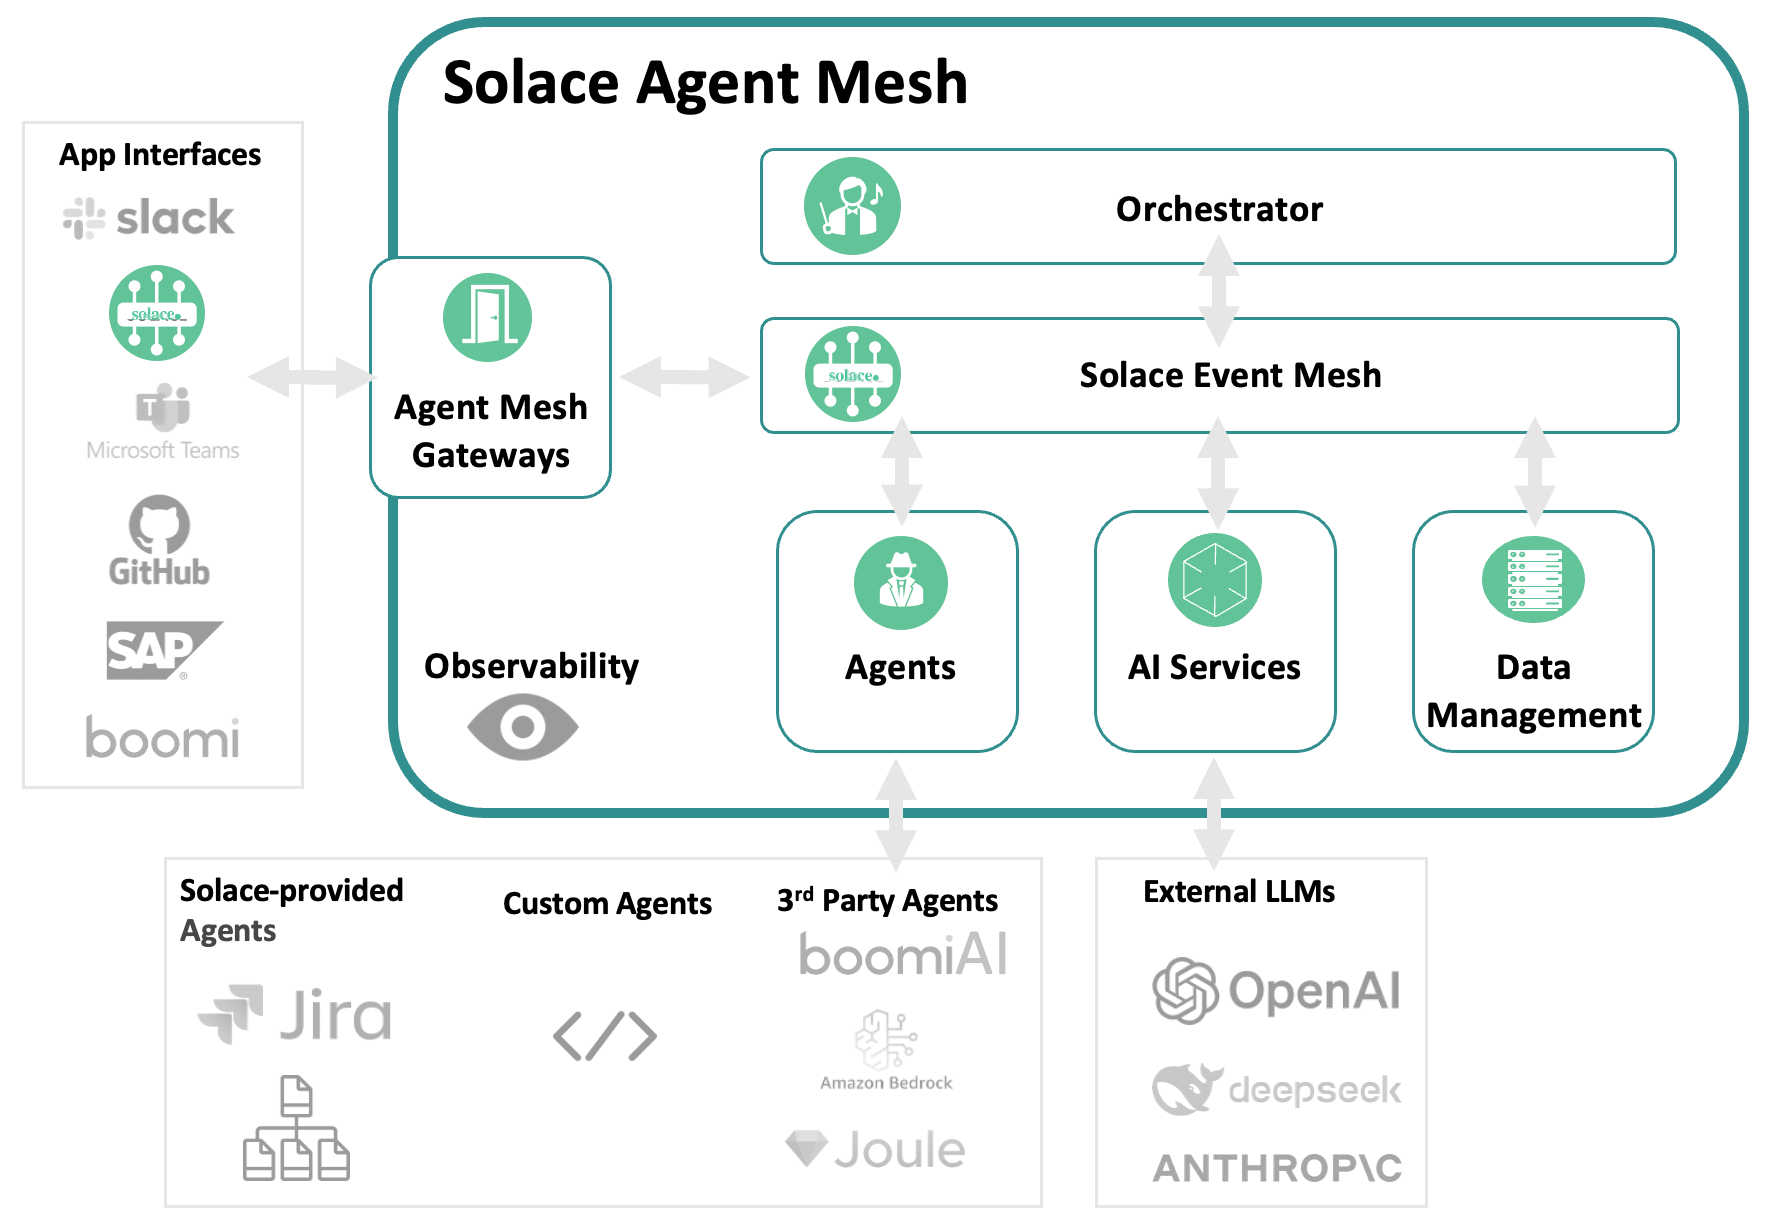 Solace Agent Mesh
App Interfaces
slack
solace.
Microsoft Teams
GitHub
SAP®
boomi
Agent Mesh
Gateways
Observability
Orchestrator
solace.
Solace Event Mesh
Agents
AI Services
Data
Management
Solace-provided
Agents
Jira
Custom Agents
</>
3rd Party Agents
boomiAI
Amazon Bedrock
Joule
External LLMs
OpenAI
deepseek
ANTHROP\C